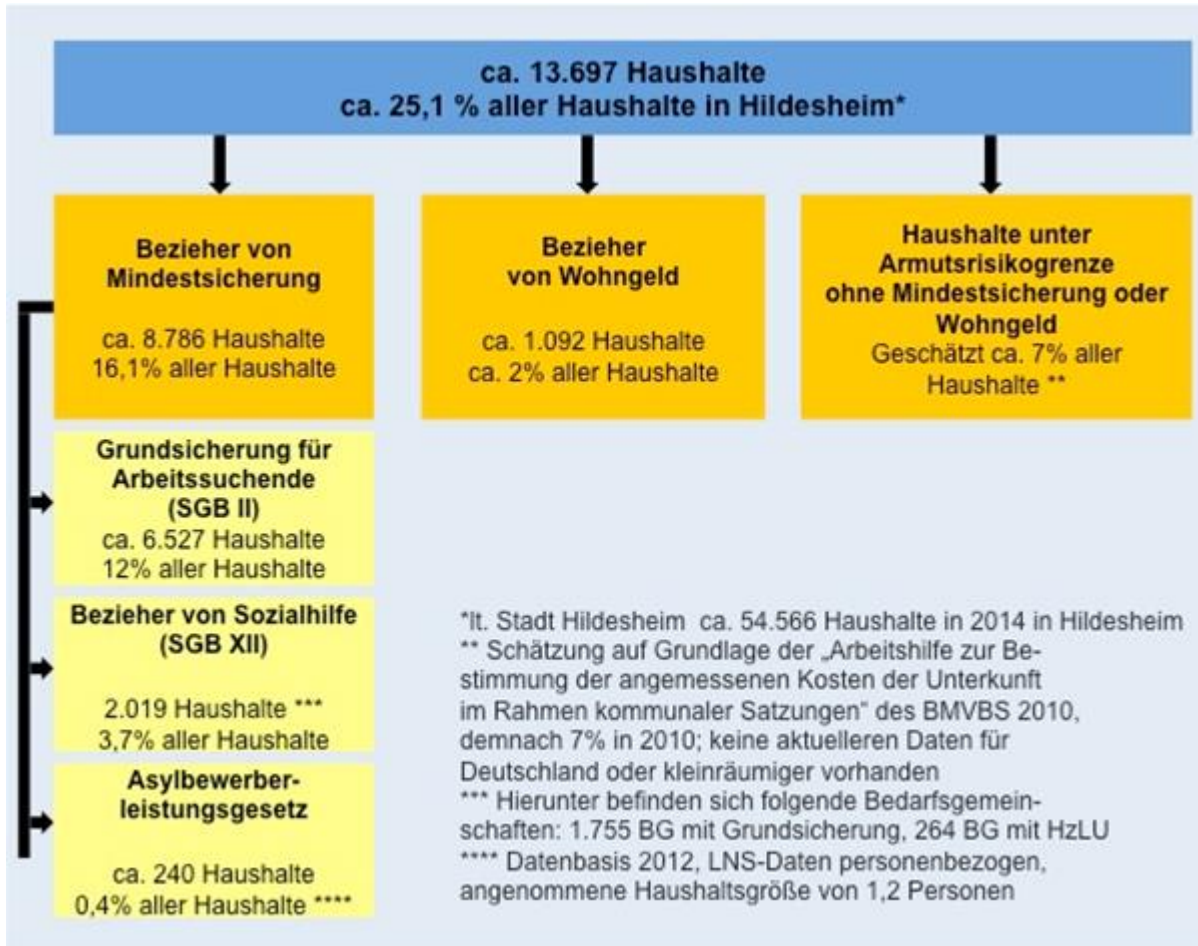 ca. 13.697 Haushalte
ca. 25,1 % aller Haushalte in Hildesheim*
Bezieher von
Mindestsicherung
ca. 8.786 Haushalte
16,1% aller Haushalte
Bezieher
von Wohngeld
ca. 1.092 Haushalte
ca. 2% aller Haushalte
Haushalte unter
Armutsrisikogrenze
ohne Mindestsicherung oder
Wohngeld
Geschätzt ca. 7% aller
Haushalte **
Grundsicherung für
Arbeitssuchende
(SGB II)
ca. 6.527 Haushalte
12% aller Haushalte
Bezieher von Sozialhilfe
(SGB XII)
2.019 Haushalte ***
3,7% aller Haushalte
Asylbewerber-
leistungsgesetz
ca. 240 Haushalte
0,4% aller Haushalte ****
*lt. Stadt Hildesheim ca. 54.566 Haushalte in 2014 in Hildesheim
** Schätzung auf Grundlage der „Arbeitshilfe zur Be-
stimmung der angemessenen Kosten der Unterkunft
im Rahmen kommunaler Satzungen“ des BMVBS 2010,
demnach 7% in 2010; keine aktuelleren Daten für
Deutschland oder kleinräumiger vorhanden
*** Hierunter befinden sich folgende Bedarfsgemein-
schaften: 1.755 BG mit Grundsicherung, 264 BG mit HzLU
**** Datenbasis 2012, LNS-Daten personenbezogen,
angenommene Haushaltsgröße von 1,2 Personen